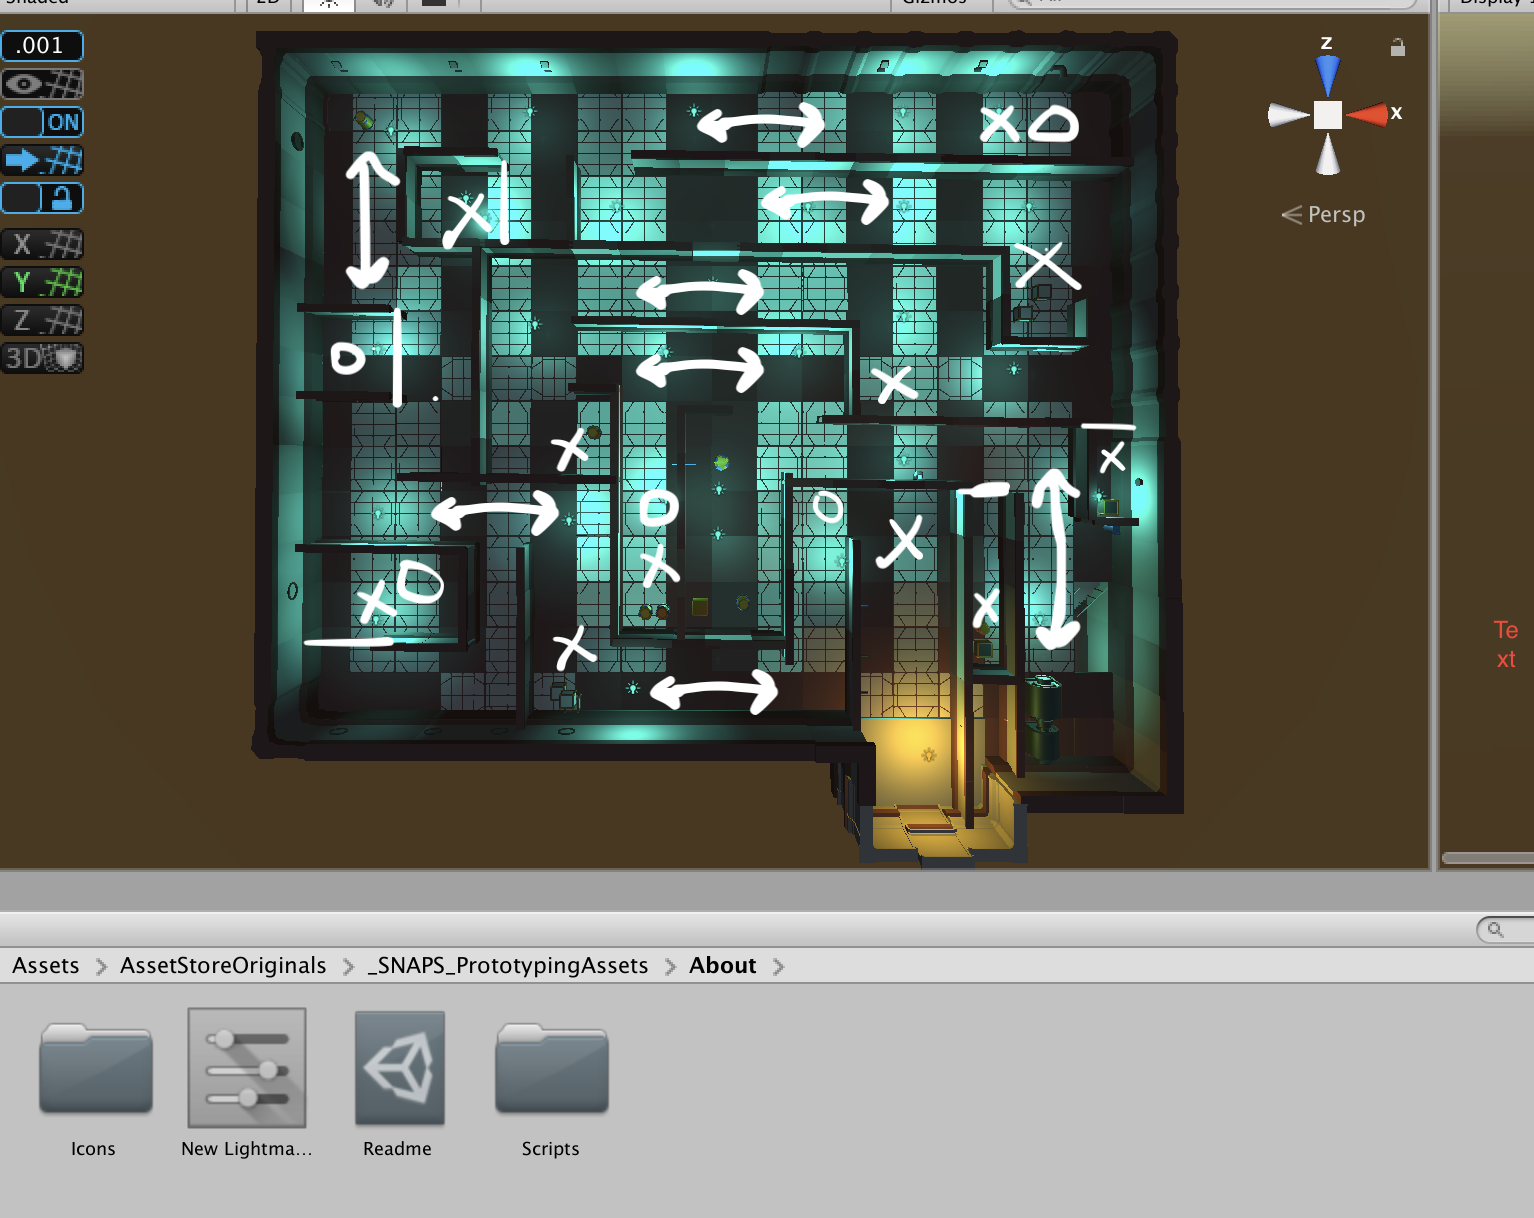 Shaded 2D Gizmos Display 1
.001
ON
X
Y
Z
3D
Z
X
Persp
X O
X
X
O
X
X
X
O
O
X
X
X O
X
X
Te
xt
Assets AssetStoreOriginals _SNAPS_PrototypingAssets About
Icons New Lightma... Readme Scripts